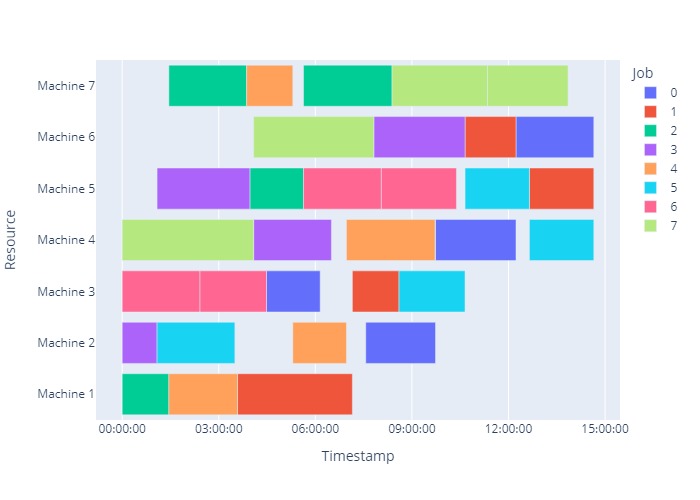 Machine 7
Machine 6
Machine 5
Machine 4
Machine 3
Machine 2
Machine 1
Resource
00:00:00 03:00:00 06:00:00 09:00:00 12:00:00 15:00:00
Timestamp
Job
0
1
2
3
4
5
6
7